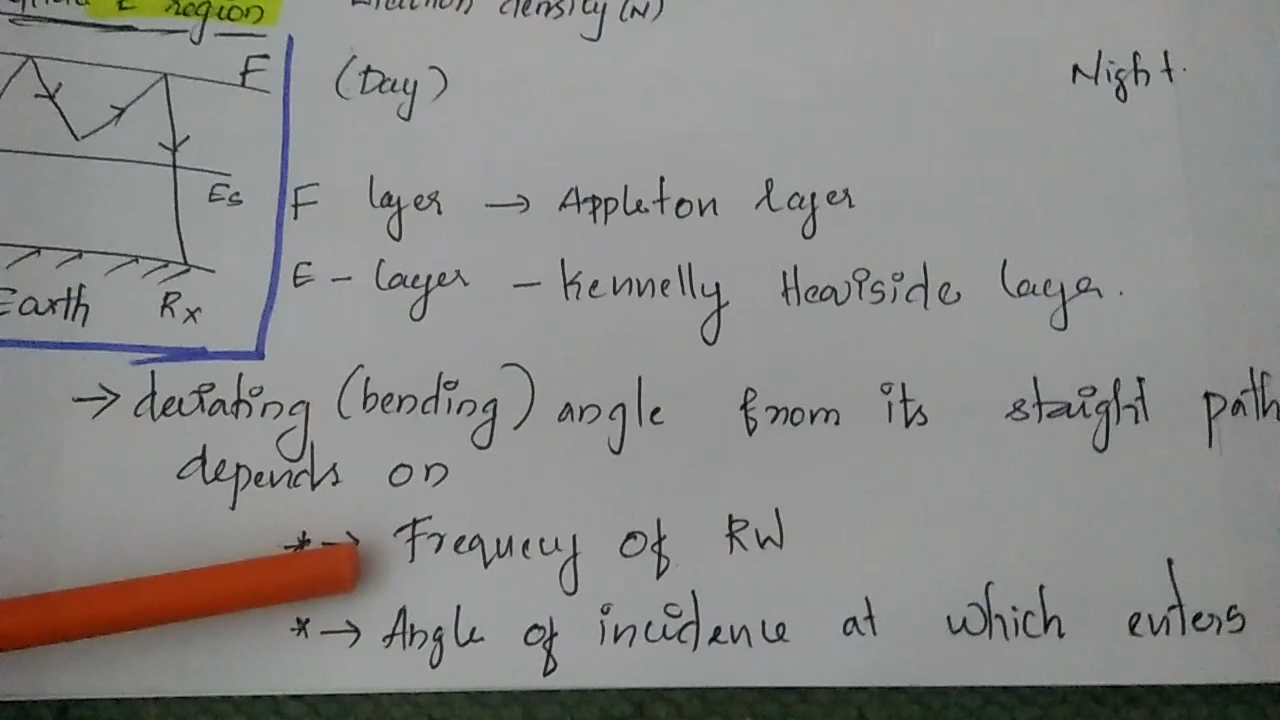 E region
Electron density (N)
F
(Day)
Night.
Es
F layer → Appleton layer
E - layer - Kennelly Heaviside layer.
Earth Rx
→ deviating (bending) angle from its staight path
depends on
*→ Frequecy of RW
*→ Angle of incidence at which enters